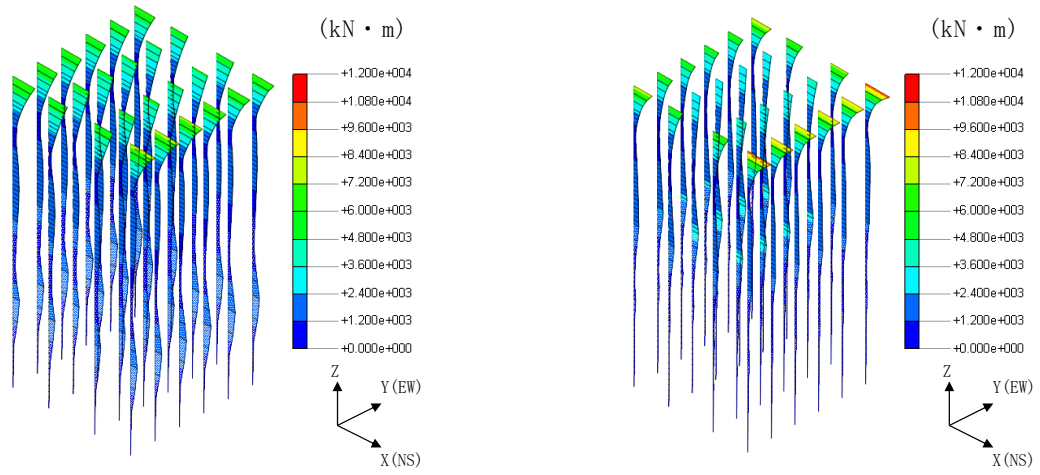 (kN・m)
+1.200e+004
+1.080e+004
+9.600e+003
+8.400e+003
+7.200e+003
+6.000e+003
+4.800e+003
+3.600e+003
+2.400e+003
+1.200e+003
+0.000e+000
Z
Y(EW)
X(NS)
(kN・m)
+1.200e+004
+1.080e+004
+9.600e+003
+8.400e+003
+7.200e+003
+6.000e+003
+4.800e+003
+3.600e+003
+2.400e+003
+1.200e+003
+0.000e+000
Z
Y(EW)
X(NS)